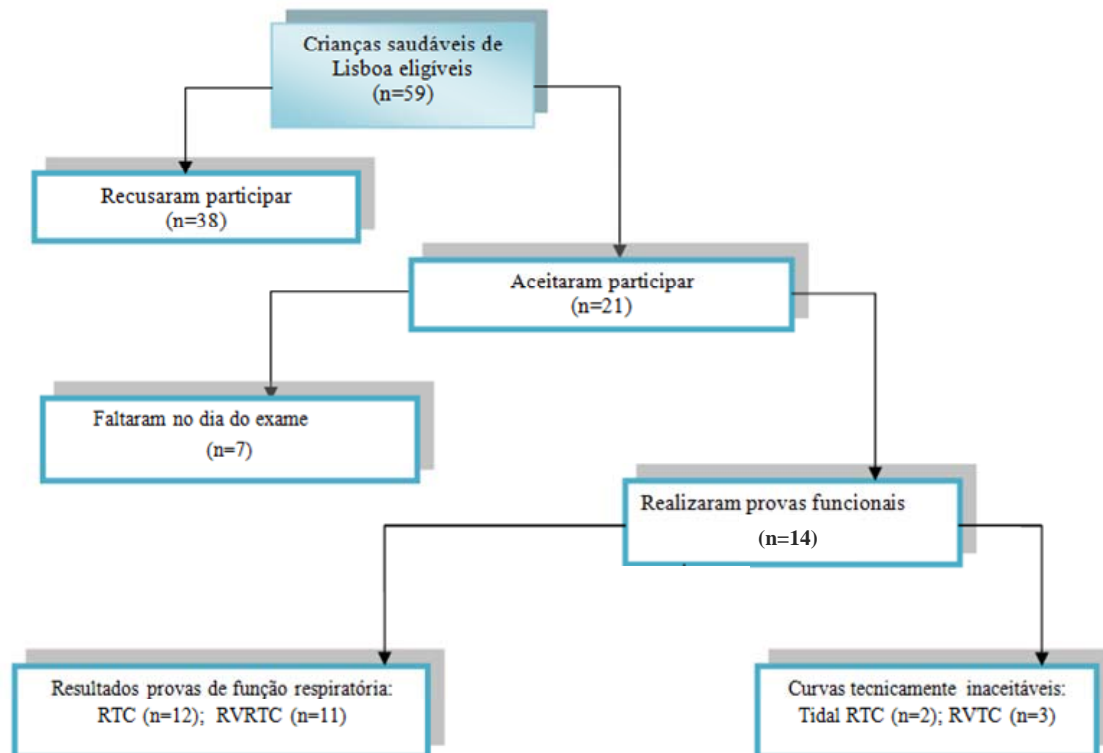 Crianças saudáveis de
Lisboa eligíveis
(n=59)
Recusaram participar
(n=38)
Aceitaram participar
(n=21)
Faltaram no dia do exame
(n=7)
Realizaram provas funcionais
(n=14)
Resultados provas de função respiratória:
RTC (n=12); RVRTC (n=11)
Curvas tecnicamente inaceitáveis:
Tidal RTC (n=2); RVTC (n=3)